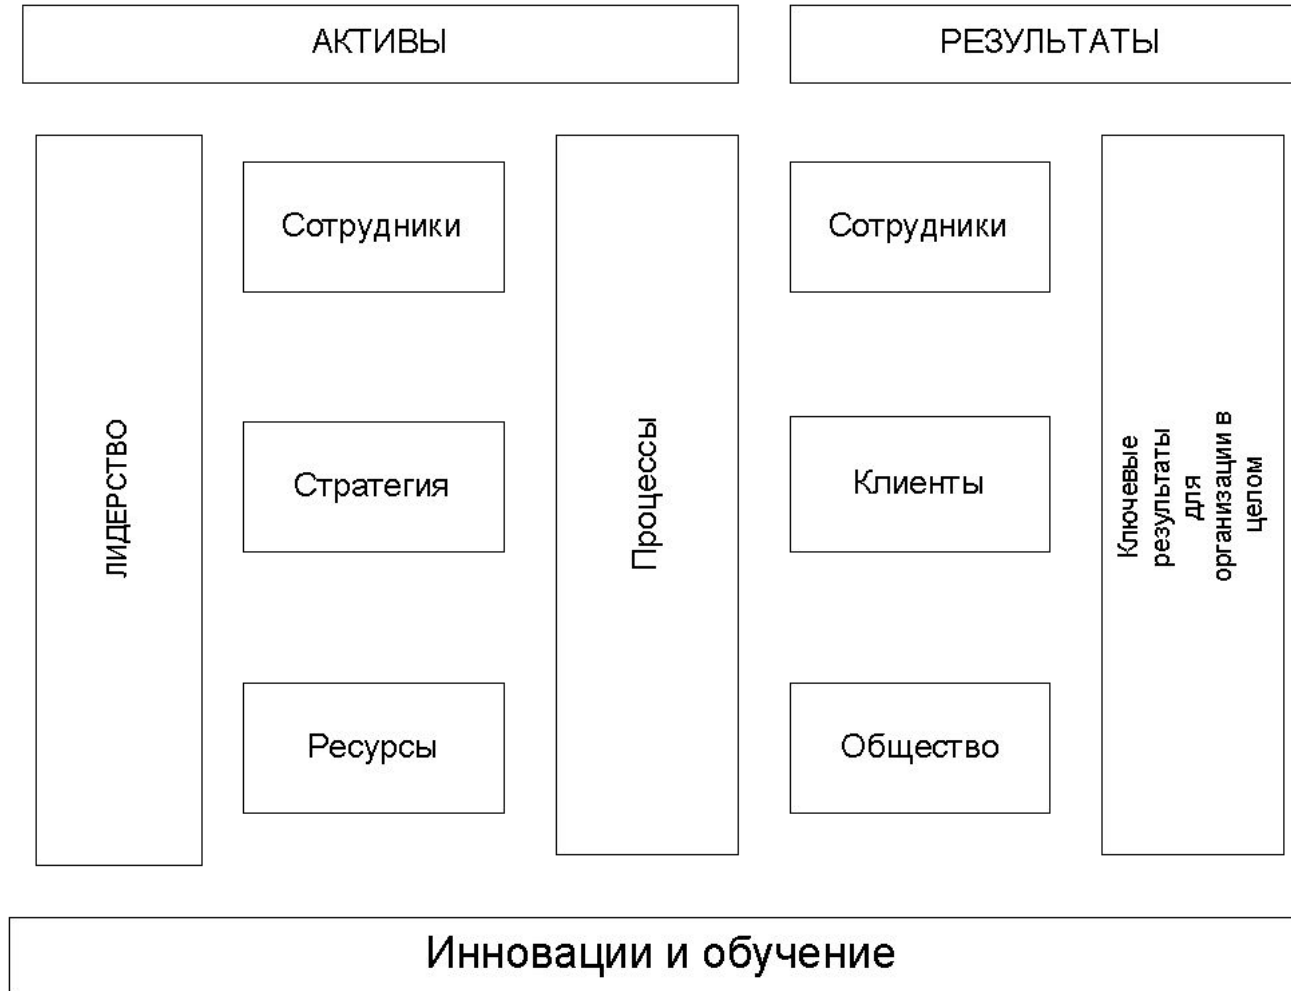 АКТИВЫ
РЕЗУЛЬТАТЫ
ЛИДЕРСТВО
Сотрудники
Стратегия
Ресурсы
Процессы
Сотрудники
Клиенты
Общество
Ключевые
результаты
для
организации в
целом
Инновации и обучение